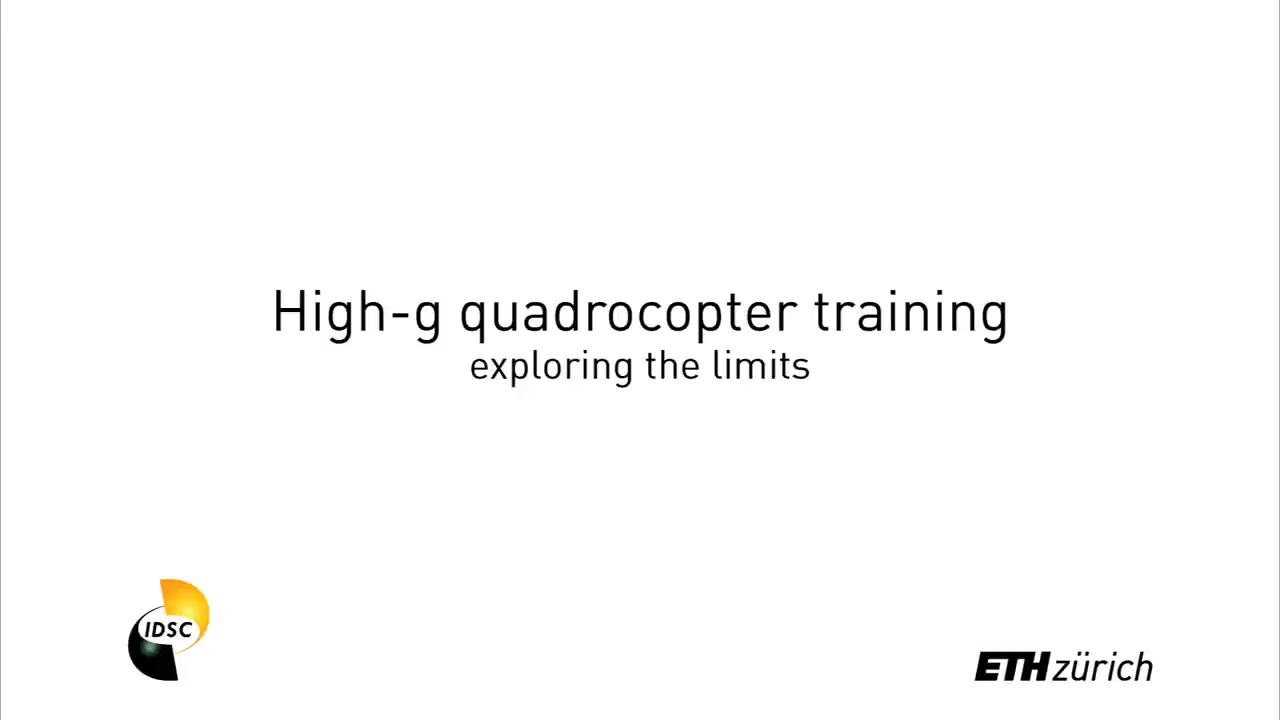 High-g quadrocopter training
exploring the limits
IDSC
ETH zürich